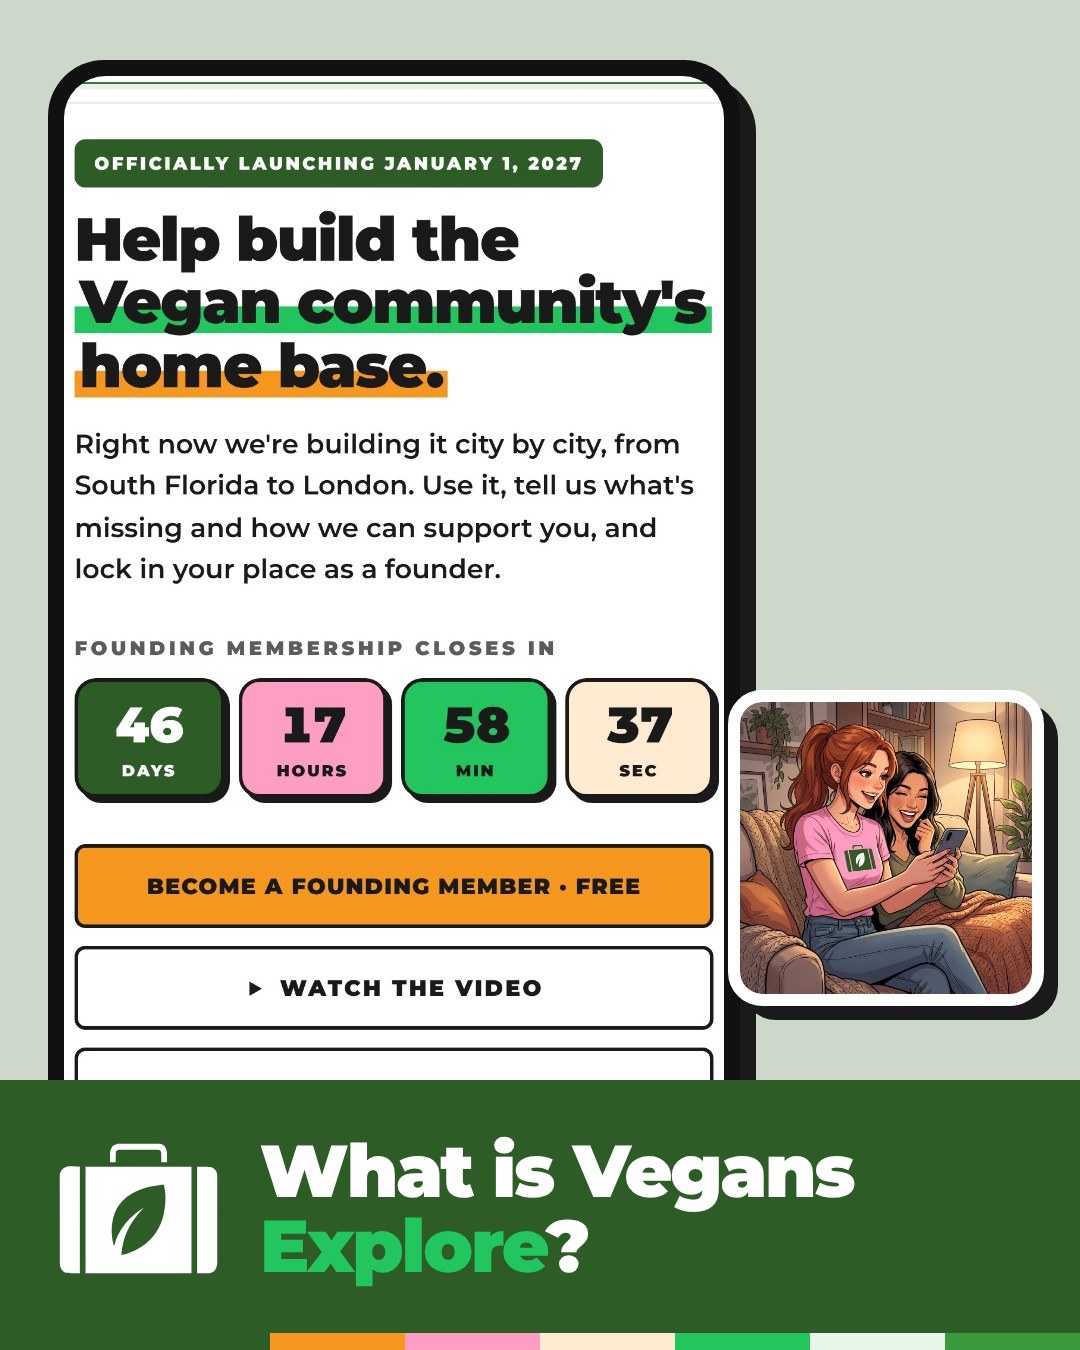 OFFICIALLY LAUNCHING JANUARY 1, 2027
Help build the
Vegan community's
home base.
Right now we're building it city by city, from
South Florida to London. Use it, tell us what's
missing and how we can support you, and
lock in your place as a founder.
FOUNDING MEMBERSHIP CLOSES IN
46 17 58 37
DAYS HOURS MIN SEC
BECOME A FOUNDING MEMBER • FREE
WATCH THE VIDEO
What is Vegans
Explore?